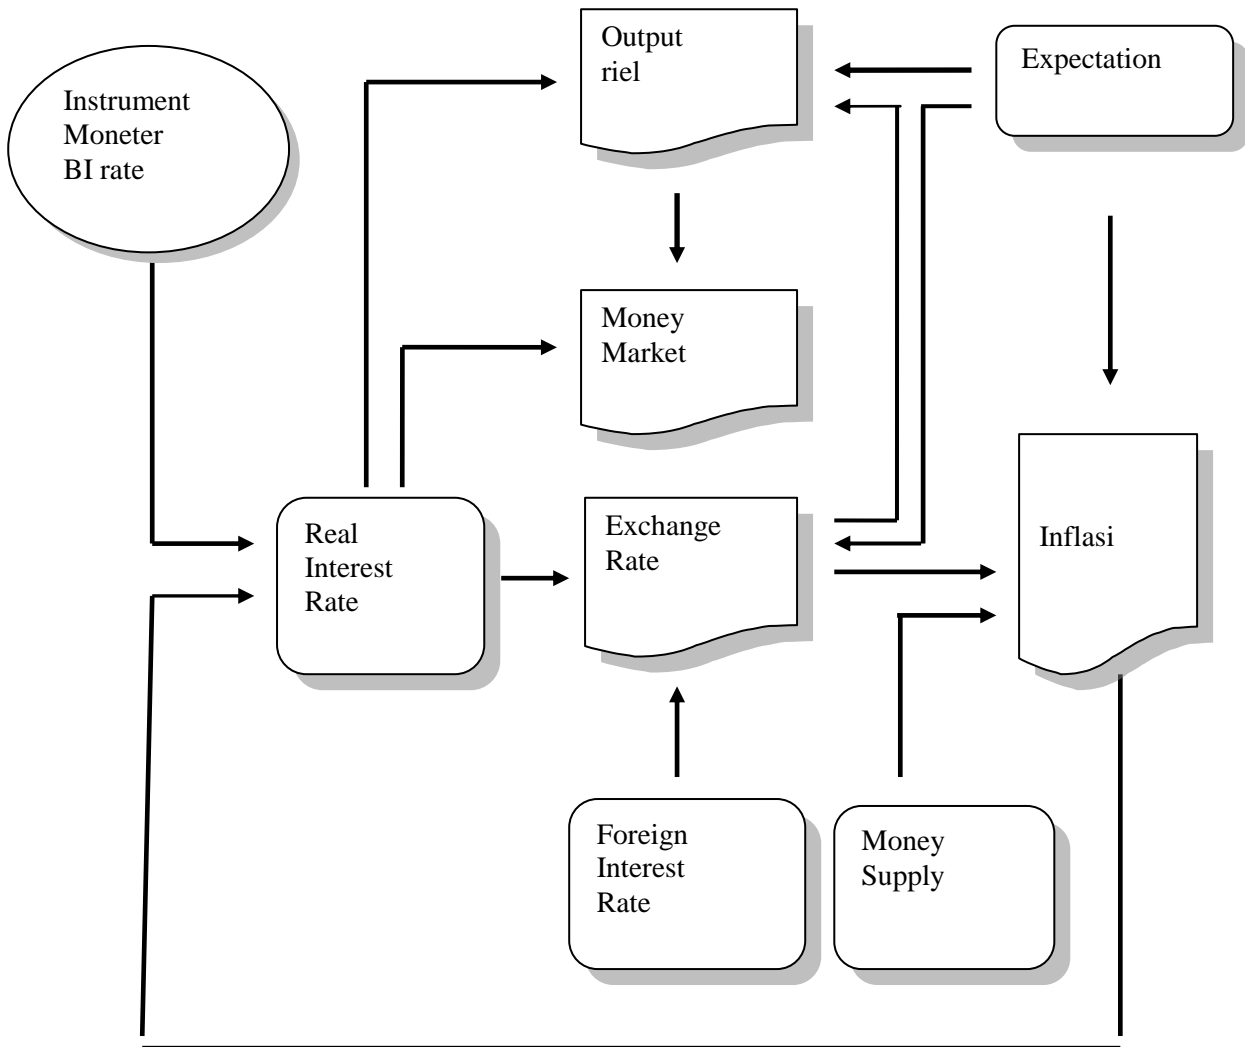 Instrument
Moneter
BI rate
Output
riel
Expectation
Money
Market
Real
Interest
Rate
Exchange
Rate
Inflasi
Foreign
Interest
Rate
Money
Supply